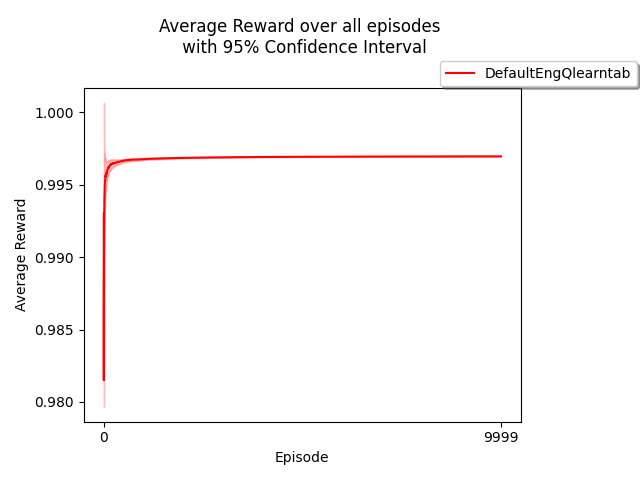 Average Reward over all episodes
with 95% Confidence Interval
DefaultEngQlearntab
1.000
0.995
0.990
0.985
0.980
Average Reward
0
9999
Episode